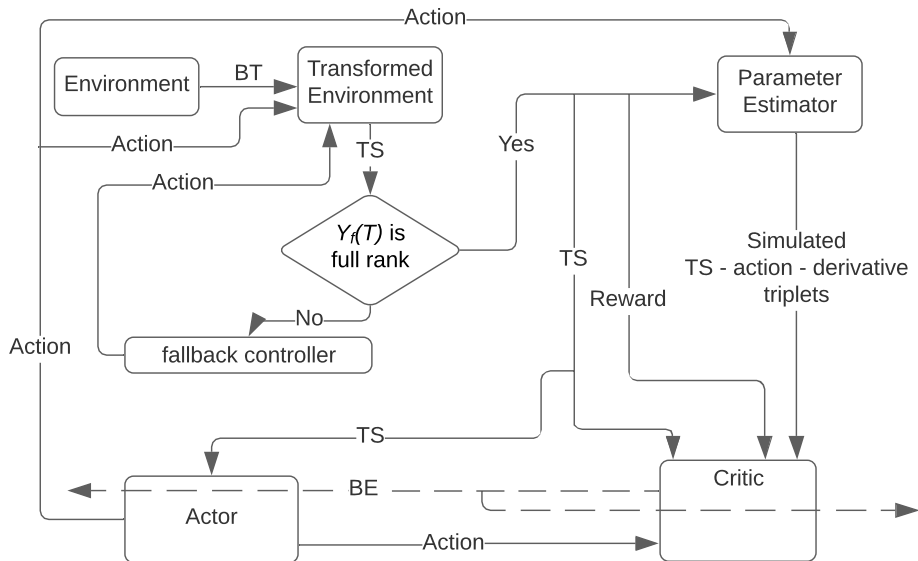 Action
Environment
BT
Transformed
Environment
Parameter
Estimator
Action
TS
Yes
Action
Y_f(T) is
full rank
TS
Simulated
TS - action - derivative
triplets
Reward
No
Action
fallback controller
TS
BE
Critic
Actor
Action